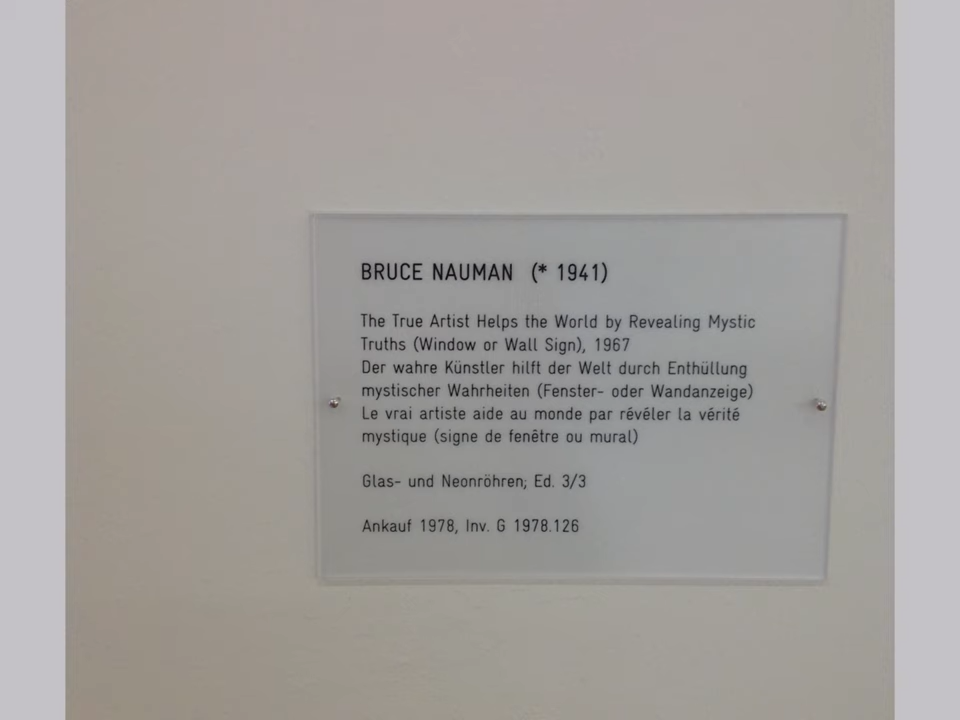 BRUCE NAUMAN (* 1941)
The True Artist Helps the World by Revealing Mystic
Truths (Window or Wall Sign), 1967
Der wahre Künstler hilft der Welt durch Enthüllung
mystischer Wahrheiten (Fenster- oder Wandanzeige)
Le vrai artiste aide au monde par révéler la vérité
mystique (signe de fenêtre ou mural)
Glas- und Neonröhren; Ed. 3/3
Ankauf 1978, Inv. G 1978.126